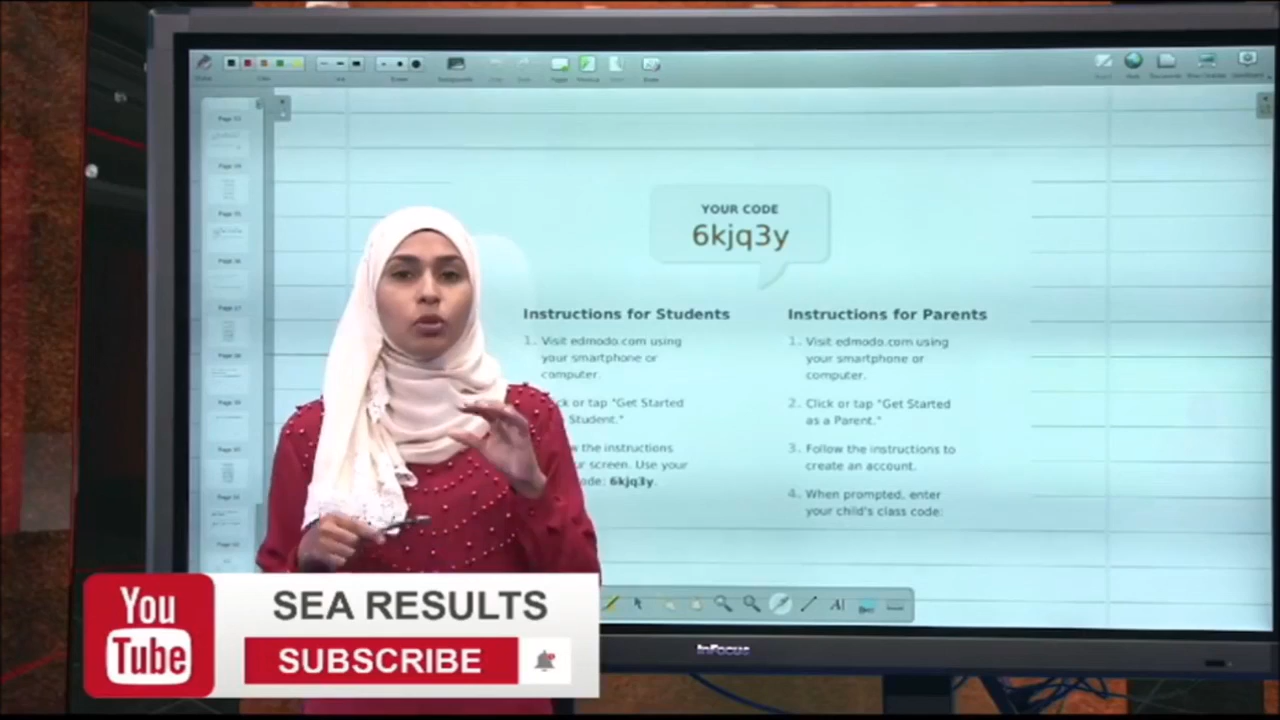 YOUR CODE
6kjq3y
Instructions for Students
1. Visit edmodo.com using
your smartphone or
computer.
ck or tap "Get Started
Student."
w the instructions
ur screen. Use your
ode: 6kjq3y.
Instructions for Parents
1. Visit edmodo.com using
your smartphone or
computer.
2. Click or tap "Get Started
as a Parent."
3. Follow the instructions to
create an account.
4. When prompted, enter
your child's class code:
InFocus
You
Tube
SEA RESULTS
SUBSCRIBE